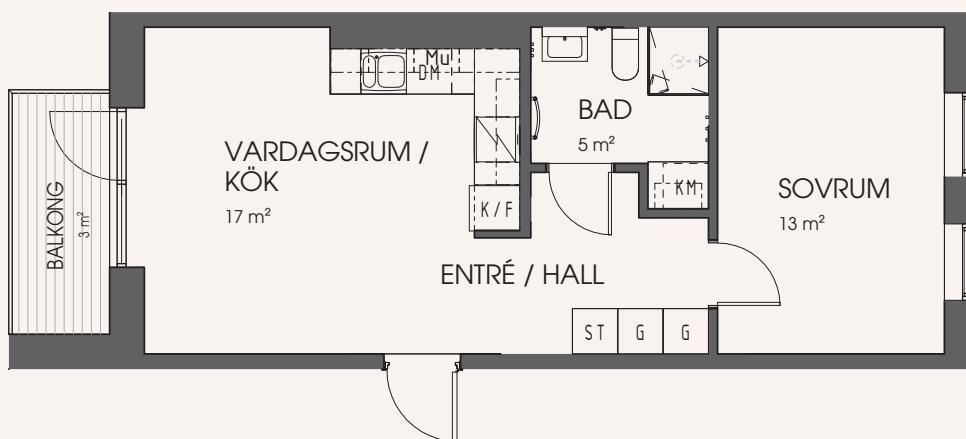 Mu
DM
BAD
5 m²
VARDAGSRUM /
KÖK
17 m²
K / F
KM
SOVRUM
13 m²
BALKONG
3 m²
ENTRÉ / HALL
ST
G
G